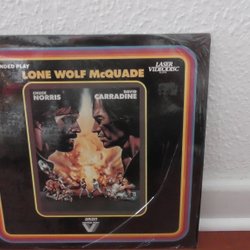 NDED PLAY
LASER
VIDEODISC
LONE WOLF McQUADE
CHUCK
NORRIS
DAVID
CARRADINE